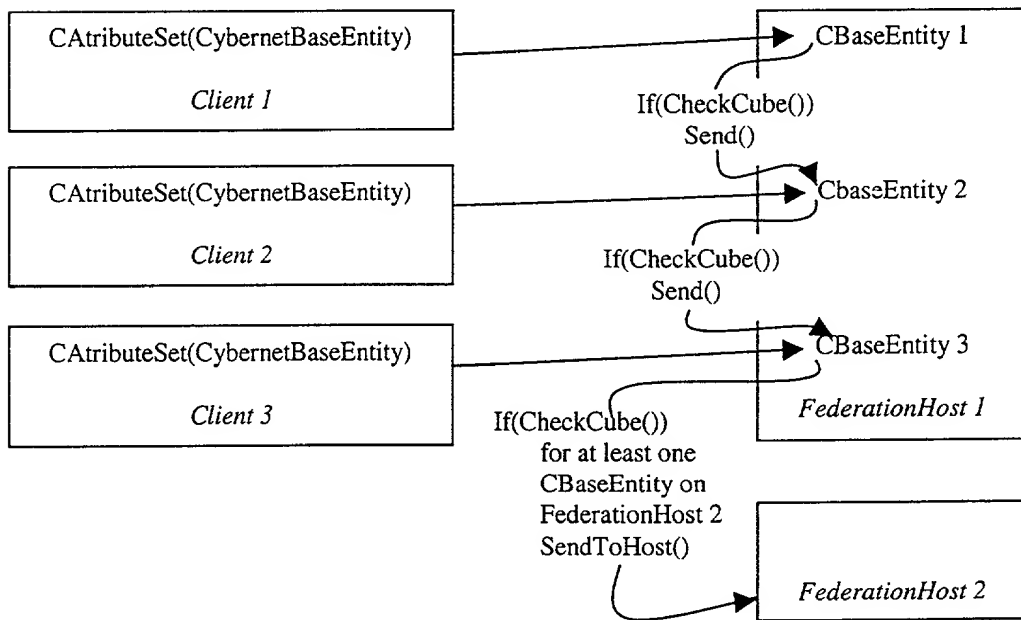 CAtributeSet(CybernetBaseEntity)
Client 1
CBaseEntity 1
If(CheckCube())
Send()
CAtributeSet(CybernetBaseEntity)
Client 2
CbaseEntity 2
If(CheckCube())
Send()
CAtributeSet(CybernetBaseEntity)
Client 3
CBaseEntity 3
FederationHost 1
If(CheckCube())
for at least one
CBaseEntity on
FederationHost 2
SendToHost()
FederationHost 2